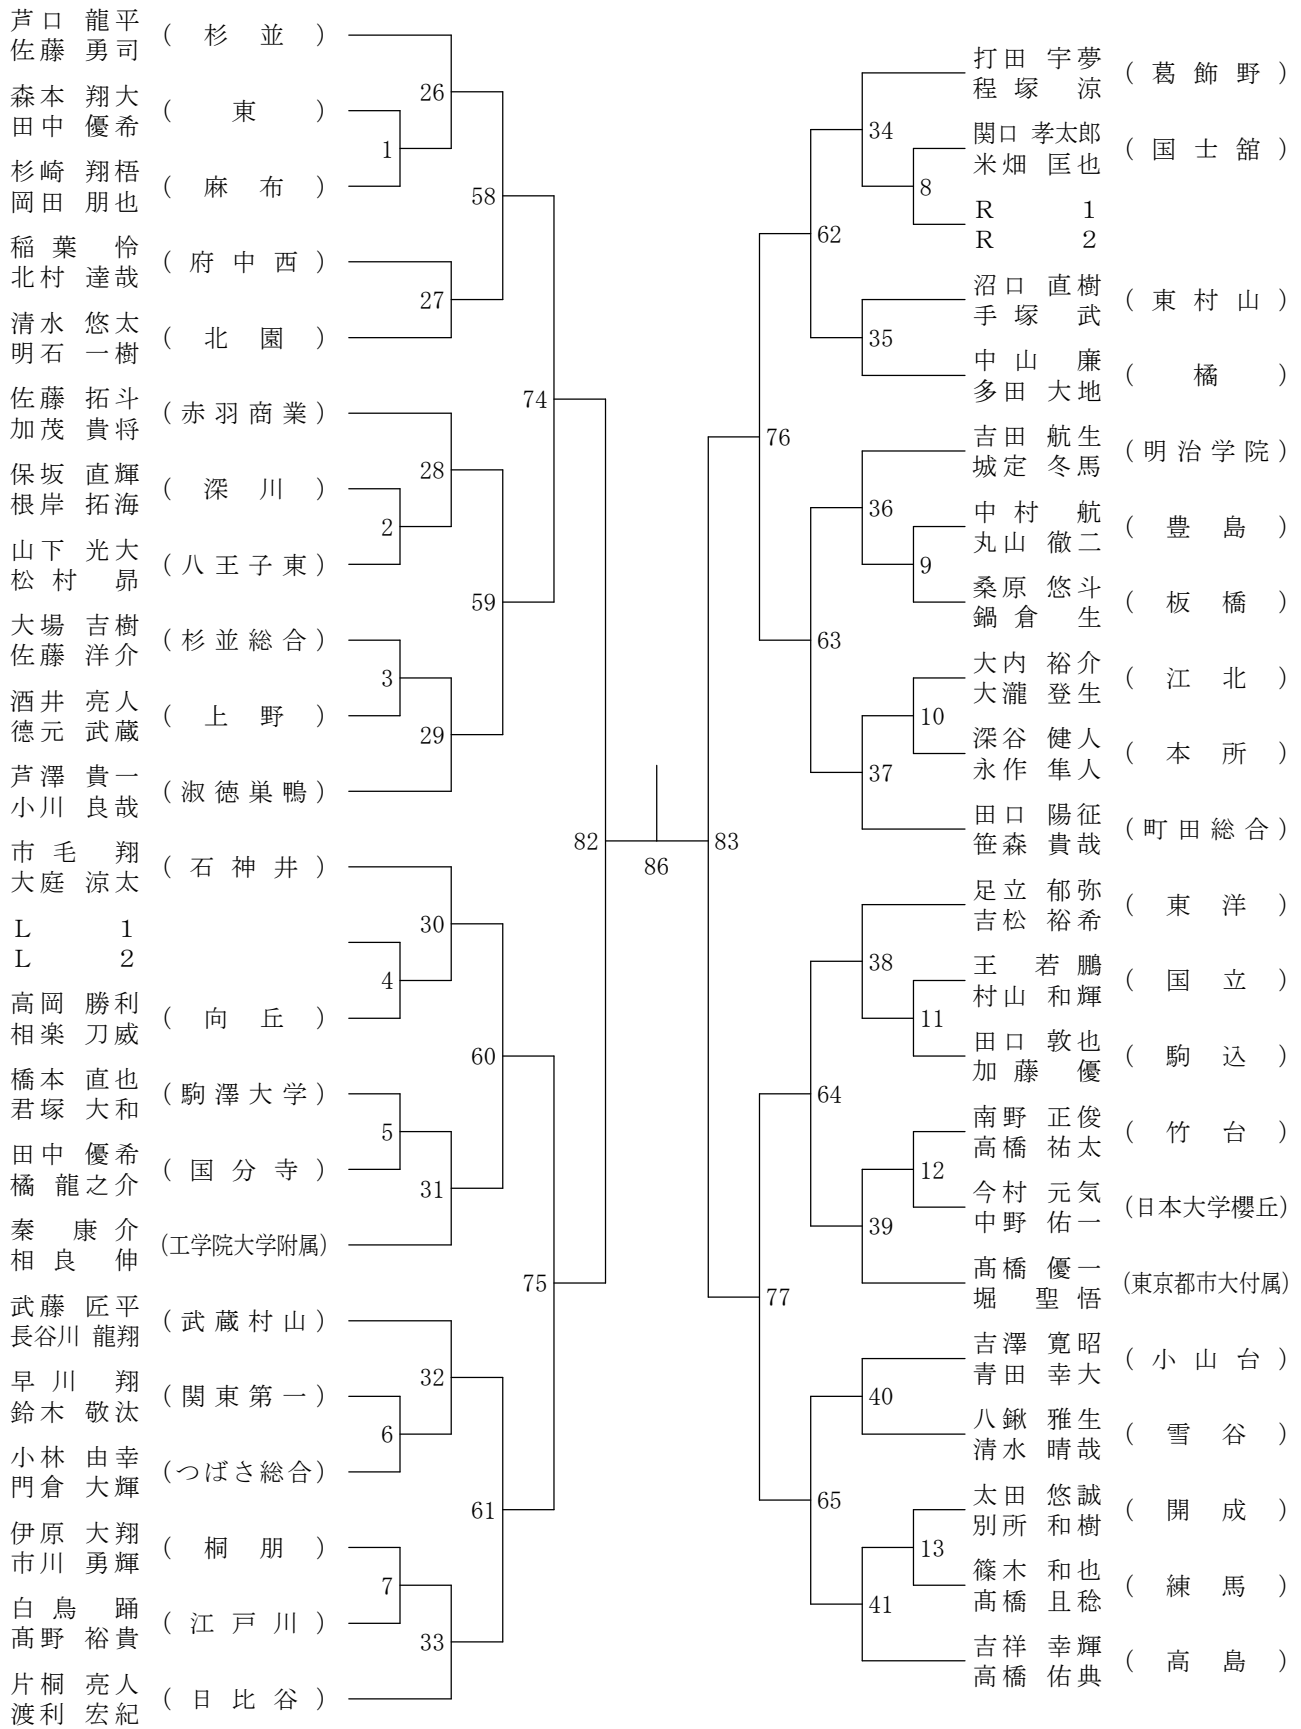 芦口 龍平
佐藤 勇司
(杉並)
森本 翔大
田中 優希
(東)
杉崎 翔梧
岡田 朋也
(麻布)
稲葉 怜
北村 達哉
(府中西)
清水 悠太
明石 一樹
(北園)
佐藤 拓斗
加茂 貴将
(赤羽商業)
保坂 直輝
根岸 拓海
(深川)
山下 光大
松村 昴
(八王子東)
大場 吉樹
佐藤 洋介
(杉並総合)
酒井 亮人
德元 武蔵
(上野)
芦澤 貴一
小川 良哉
(淑徳巣鴨)
市毛 翔
大庭 涼太
(石神井)
L 1
L 2
高岡 勝利
相楽 刀威
(向丘)
橋本 直也
君塚 大和
(駒澤大学)
田中 優希
橘 龍之介
(国分寺)
秦 康介
相良 伸
(工学院大学附属)
武藤 匠平
長谷川 龍翔
(武蔵村山)
早川 翔
鈴木 敬汰
(関東第一)
小林 由幸
門倉 大輝
(つばさ総合)
伊原 大翔
市川 勇輝
(桐朋)
白鳥 踊
髙野 裕貴
(江戸川)
片桐 亮人
渡利 宏紀
(日比谷)
1
2
3
4
5
6
7
26
27
28
29
30
31
32
33
58
59
60
61
74
75
82
86
83
76
77
62
63
64
65
34
35
36
37
38
39
40
41
8
9
10
11
12
13
打田 宇夢
程塚 涼
(葛飾野)
関口 孝太郎
米畑 匡也
(国士舘)
R 1
R 2
沼口 直樹
手塚 武
(東村山)
中山 廉
多田 大地
(橘)
吉田 航生
城定 冬馬
(明治学院)
中村 航
丸山 徹二
(豊島)
桑原 悠斗
鍋倉 生
(板橋)
大内 裕介
大瀧 登生
(江北)
深谷 健人
永作 隼人
(本所)
田口 陽征
笹森 貴哉
(町田総合)
足立 郁弥
吉松 裕希
(東洋)
王 若鵬
村山 和輝
(国立)
田口 敦也
加藤 優
(駒込)
南野 正俊
高橋 祐太
(竹台)
今村 元気
中野 佑一
(日本大学櫻丘)
髙橋 優一
堀 聖悟
(東京都市大付属)
吉澤 寛昭
青田 幸大
(小山台)
八鍬 雅生
清水 晴哉
(雪谷)
太田 悠誠
別所 和樹
(開成)
篠木 和也
髙橋 且稔
(練馬)
吉祥 幸輝
高橋 佑典
(高島)